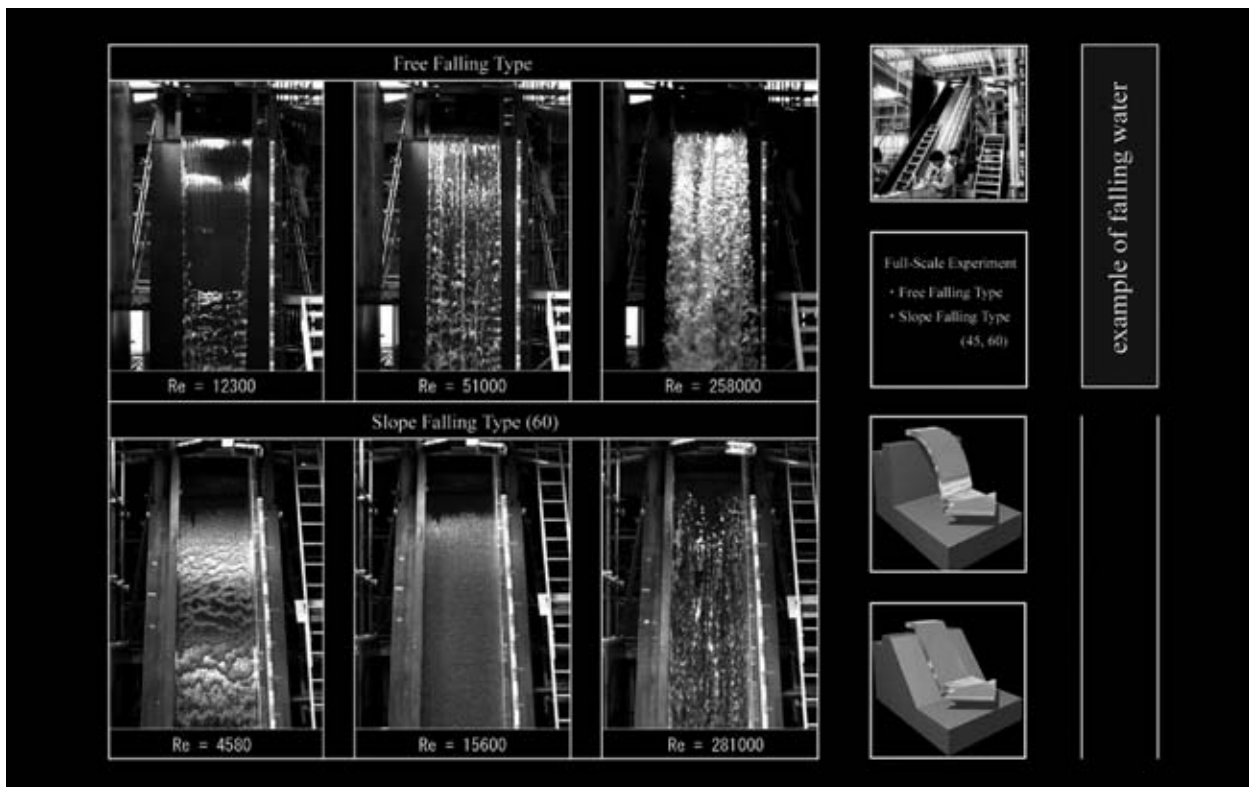 Free Falling Type
Re = 12300
Re = 51000
Re = 258000
Slope Falling Type (60)
Re = 4580
Re = 15600
Re = 281000
Full-Scale Experiment
• Free Falling Type
• Slope Falling Type
(45, 60)
example of falling water